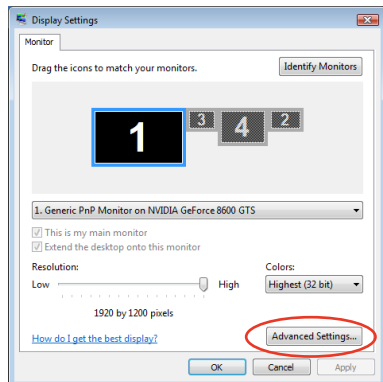 Display Settings
Monitor
Drag the icons to match your monitors.
Identify Monitors
1
3
4
2
1. Generic PnP Monitor on NVIDIA GeForce 8600 GTS
This is my main monitor
Extend the desktop onto this monitor
Resolution:
Colors:
Low
High
Highest (32 bit)
1920 by 1200 pixels
How do I get the best display?
Advanced Settings...
OK
Cancel
Apply